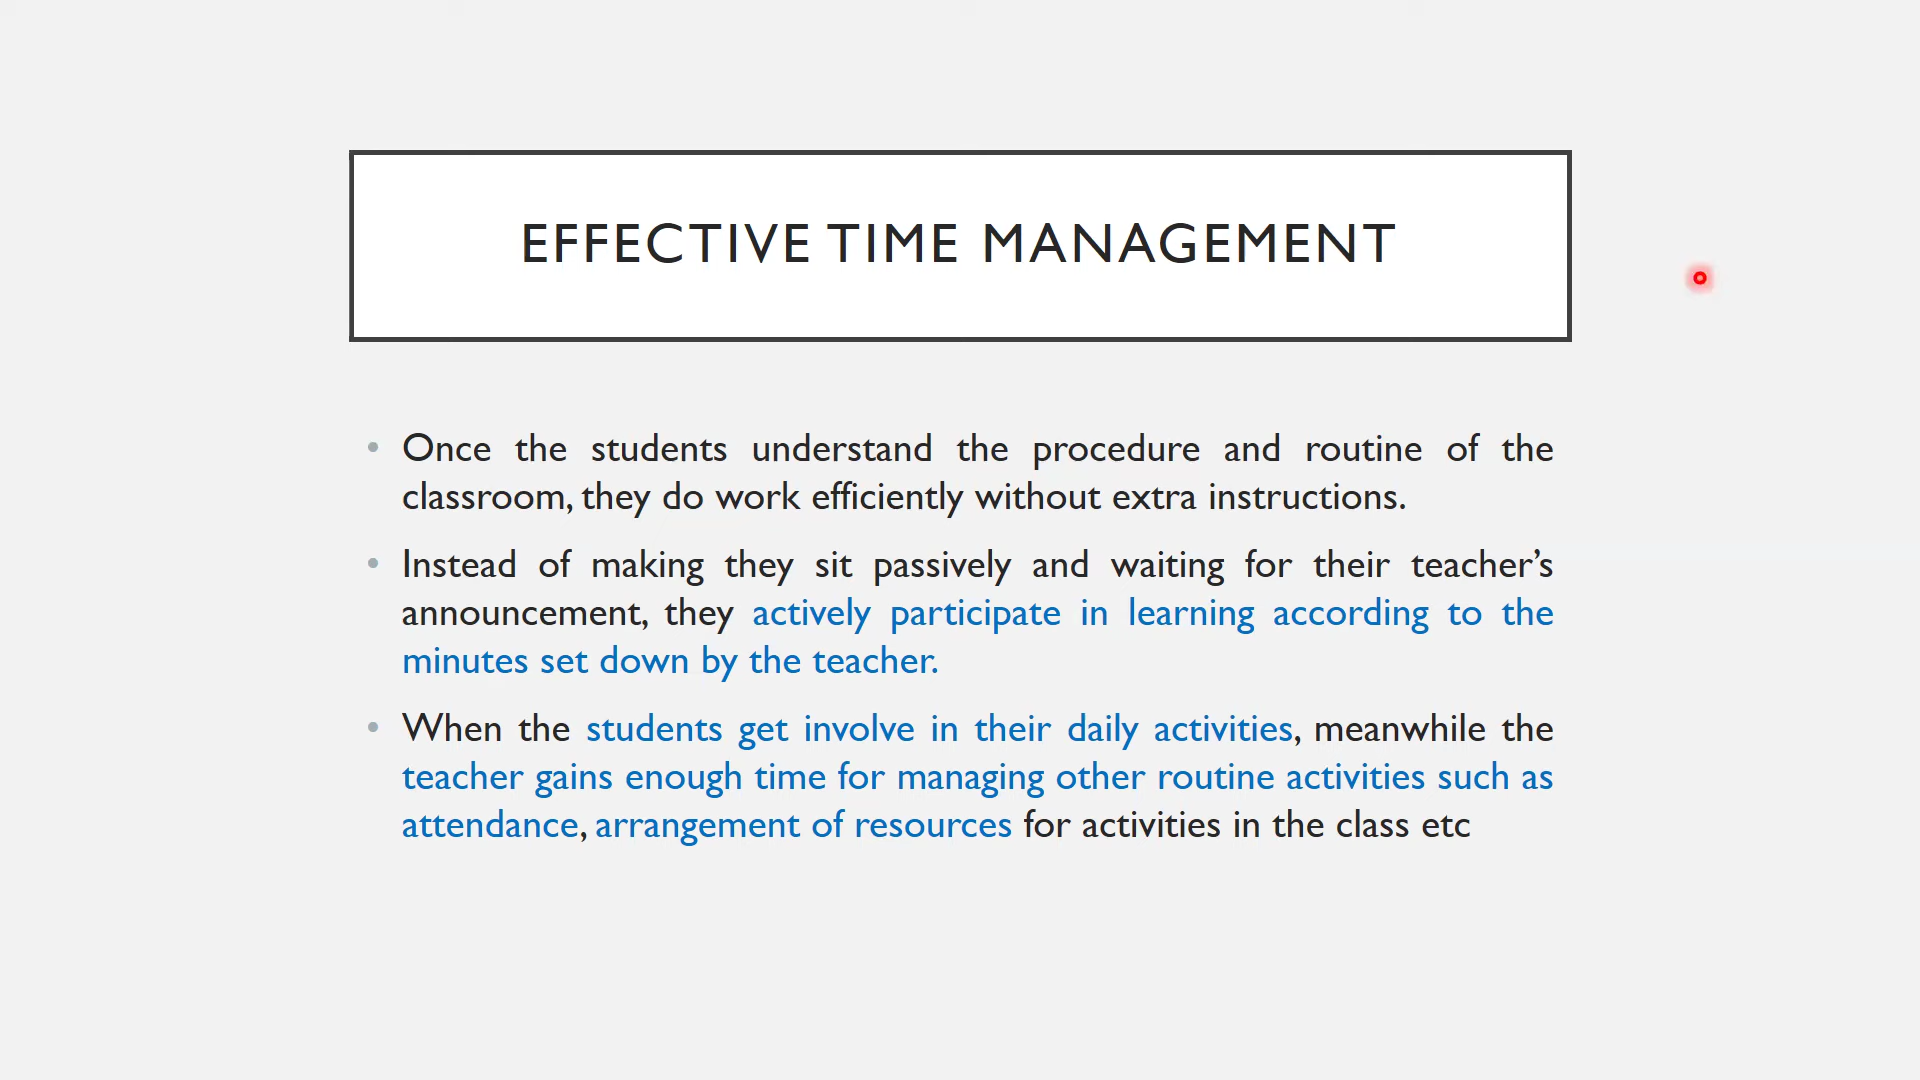 EFFECTIVE TIME MANAGEMENT
• Once the students understand the procedure and routine of the
classroom, they do work efficiently without extra instructions.
• Instead of making they sit passively and waiting for their teacher’s
announcement, they actively participate in learning according to the
minutes set down by the teacher.
• When the students get involve in their daily activities, meanwhile the
teacher gains enough time for managing other routine activities such as
attendance, arrangement of resources for activities in the class etc